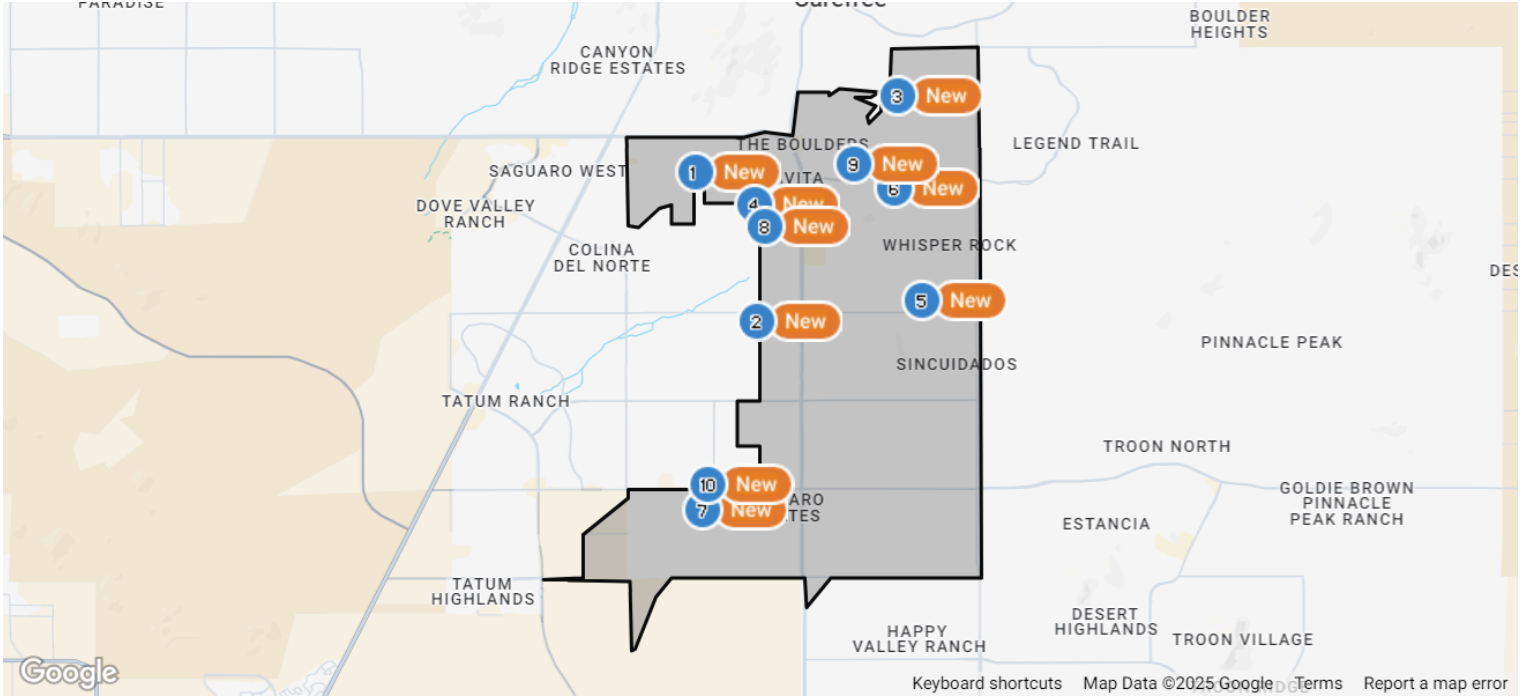 PARADISE
Carefree
BOULDER
HEIGHTS
CANYON
RIDGE ESTATES
3 New
THE BOULDERS
LEGEND TRAIL
SAGUARO WEST
1 New
9 New
6 New
DOVE VALLEY
RANCH
4 New
8 New
COLINA
DEL NORTE
WHISPER ROCK
DES
5 New
2 New
PINNACLE PEAK
SINCUIDADOS
TATUM RANCH
TROON NORTH
10 New
7 New
GOLDIE BROWN
PINNACLE
PEAK RANCH
ESTANCIA
TATUM
HIGHLANDS
DESERT
HIGHLANDS
HAPPY
VALLEY RANCH
TROON VILLAGE
Google
Keyboard shortcuts
Map Data ©2025 Google
Terms
Report a map error